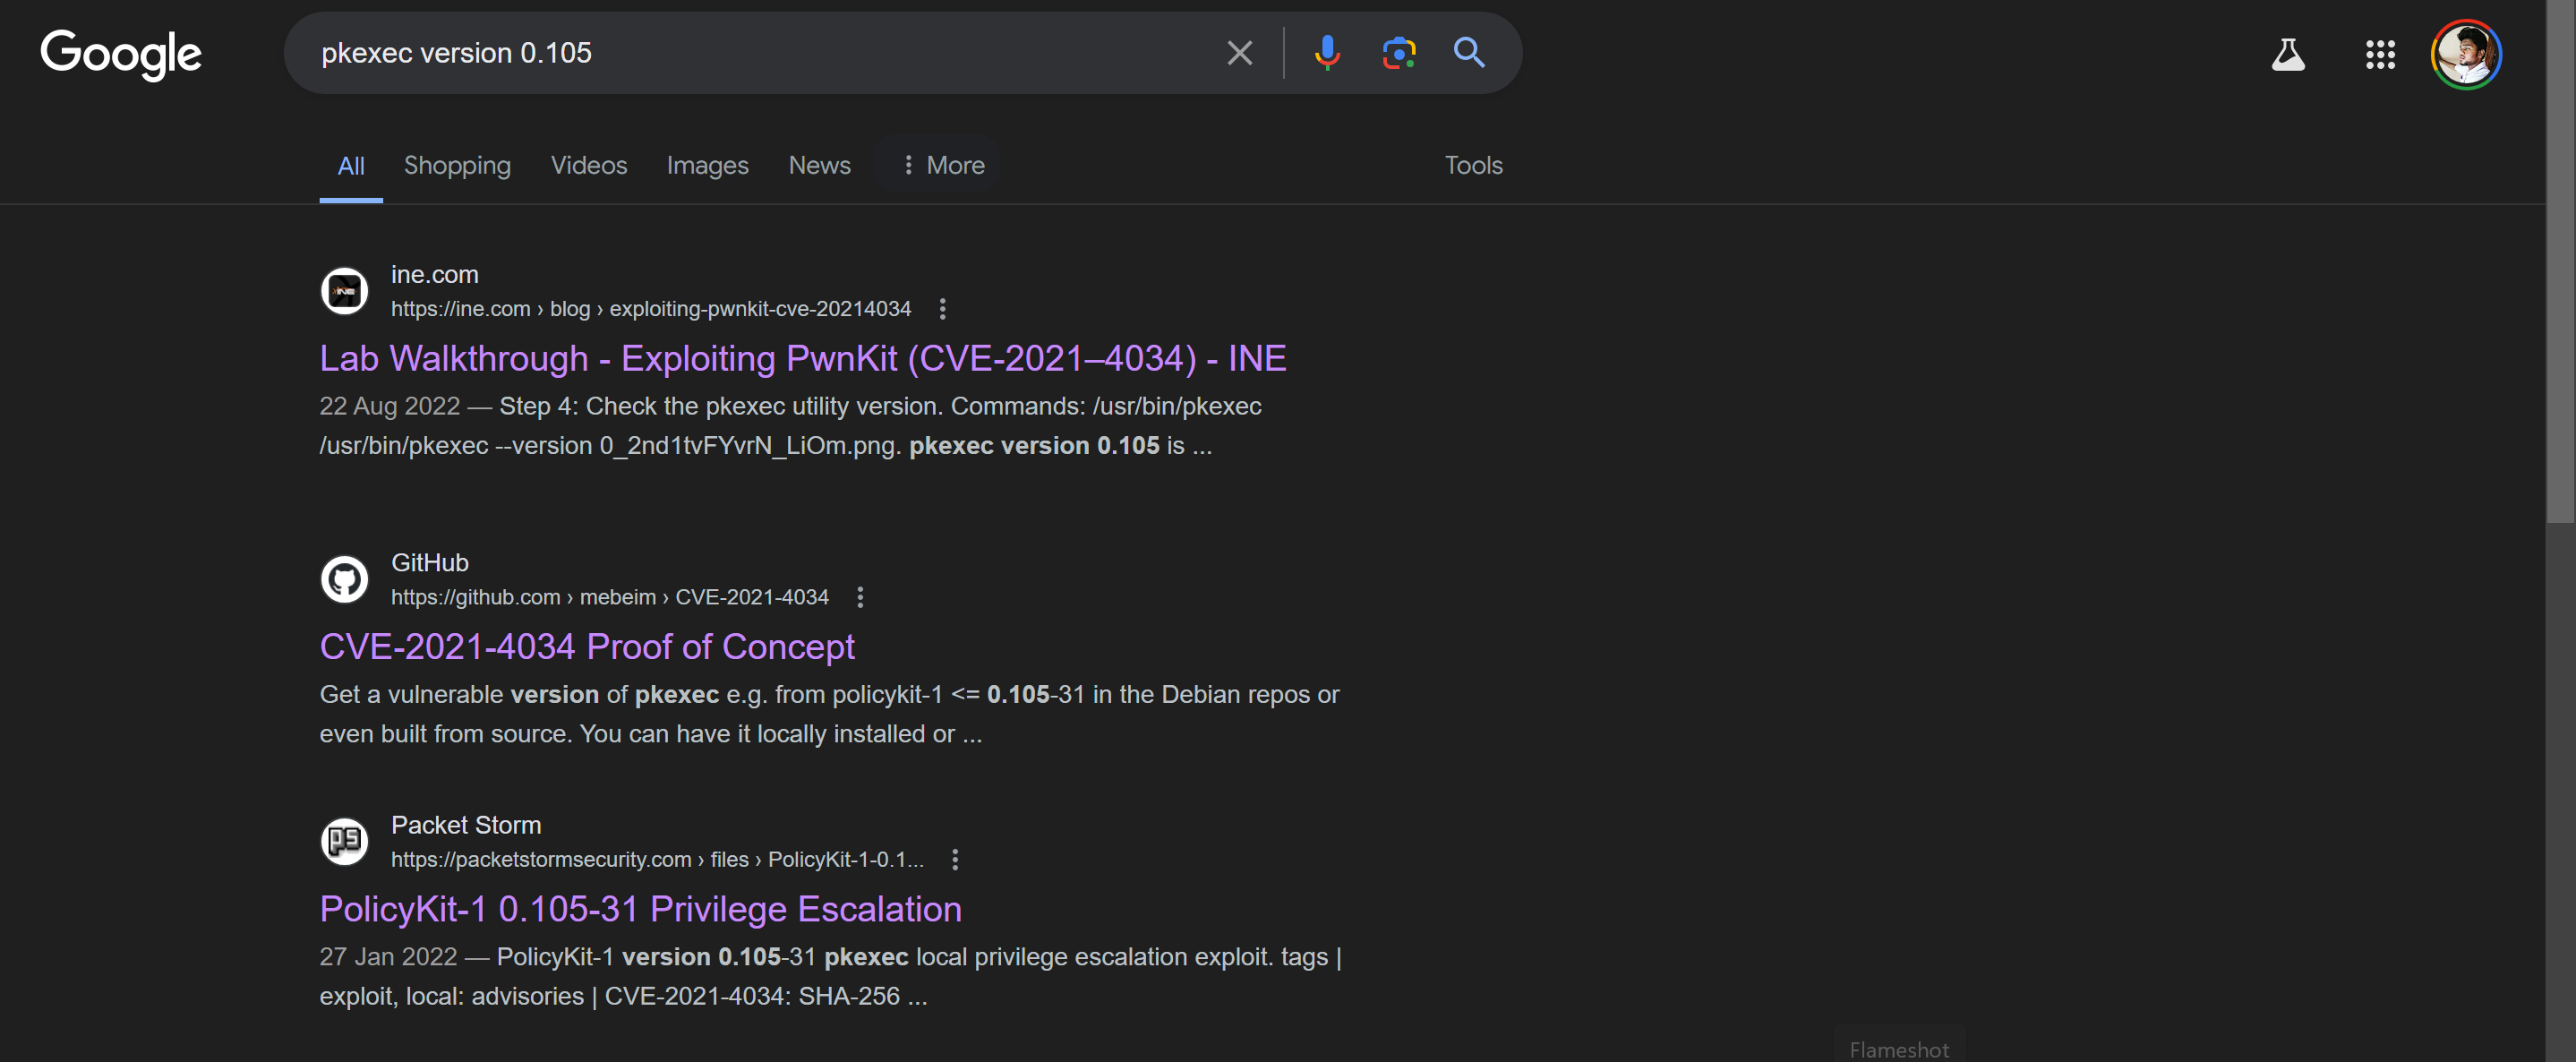 Google
pkexec version 0.105
All Shopping Videos Images News More Tools
ine.com
https://ine.com › blog › exploiting-pwnkit-cve-20214034
Lab Walkthrough - Exploiting PwnKit (CVE-2021–4034) - INE
22 Aug 2022 — Step 4: Check the pkexec utility version. Commands: /usr/bin/pkexec
/usr/bin/pkexec --version 0_2nd1tvFYvrN_LiOm.png. pkexec version 0.105 is ...
GitHub
https://github.com › mebeim › CVE-2021-4034
CVE-2021-4034 Proof of Concept
Get a vulnerable version of pkexec e.g. from policykit-1 <= 0.105-31 in the Debian repos or
even built from source. You can have it locally installed or ...
Packet Storm
https://packetstormsecurity.com › files › PolicyKit-1-0.1...
PolicyKit-1 0.105-31 Privilege Escalation
27 Jan 2022 — PolicyKit-1 version 0.105-31 pkexec local privilege escalation exploit. tags |
exploit, local: advisories | CVE-2021-4034: SHA-256 ...
Flameshot